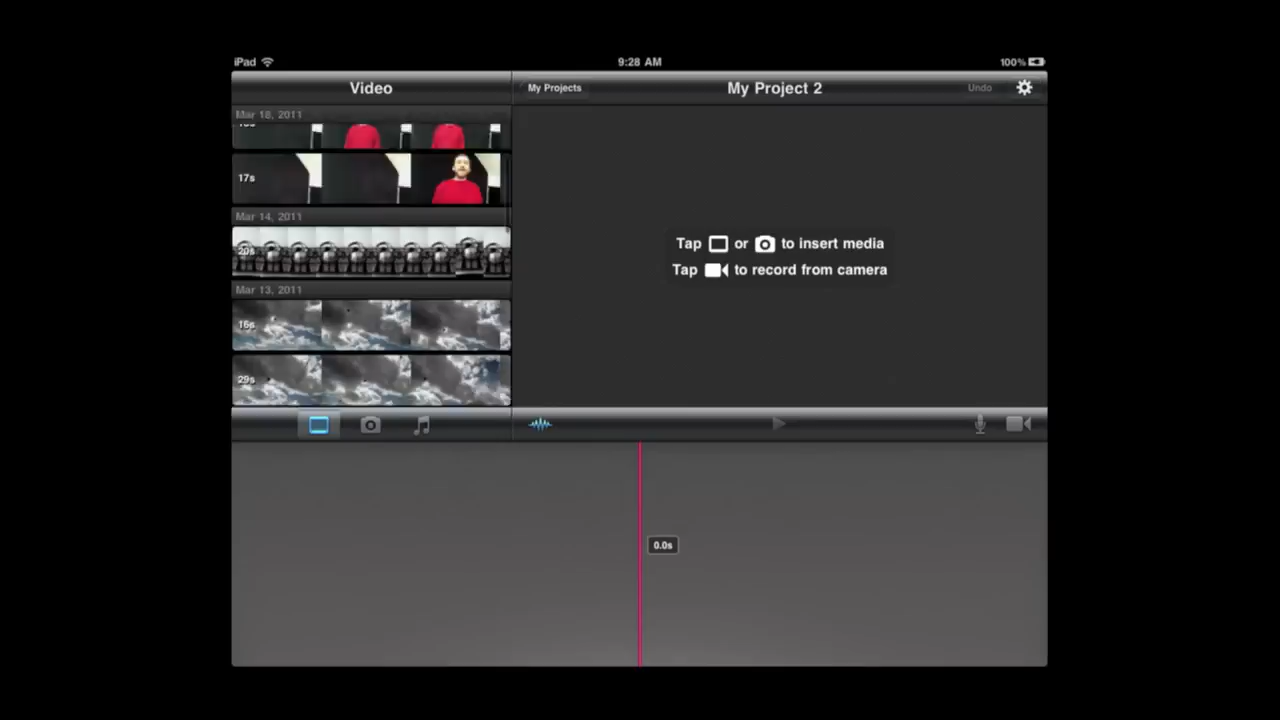 iPad
9:28 AM
100%
Video
My Projects
My Project 2
Undo
Mar 18, 2011
17s
Mar 14, 2011
20s
Mar 13, 2011
16s
29s
Tap or to insert media
Tap to record from camera
0.0s